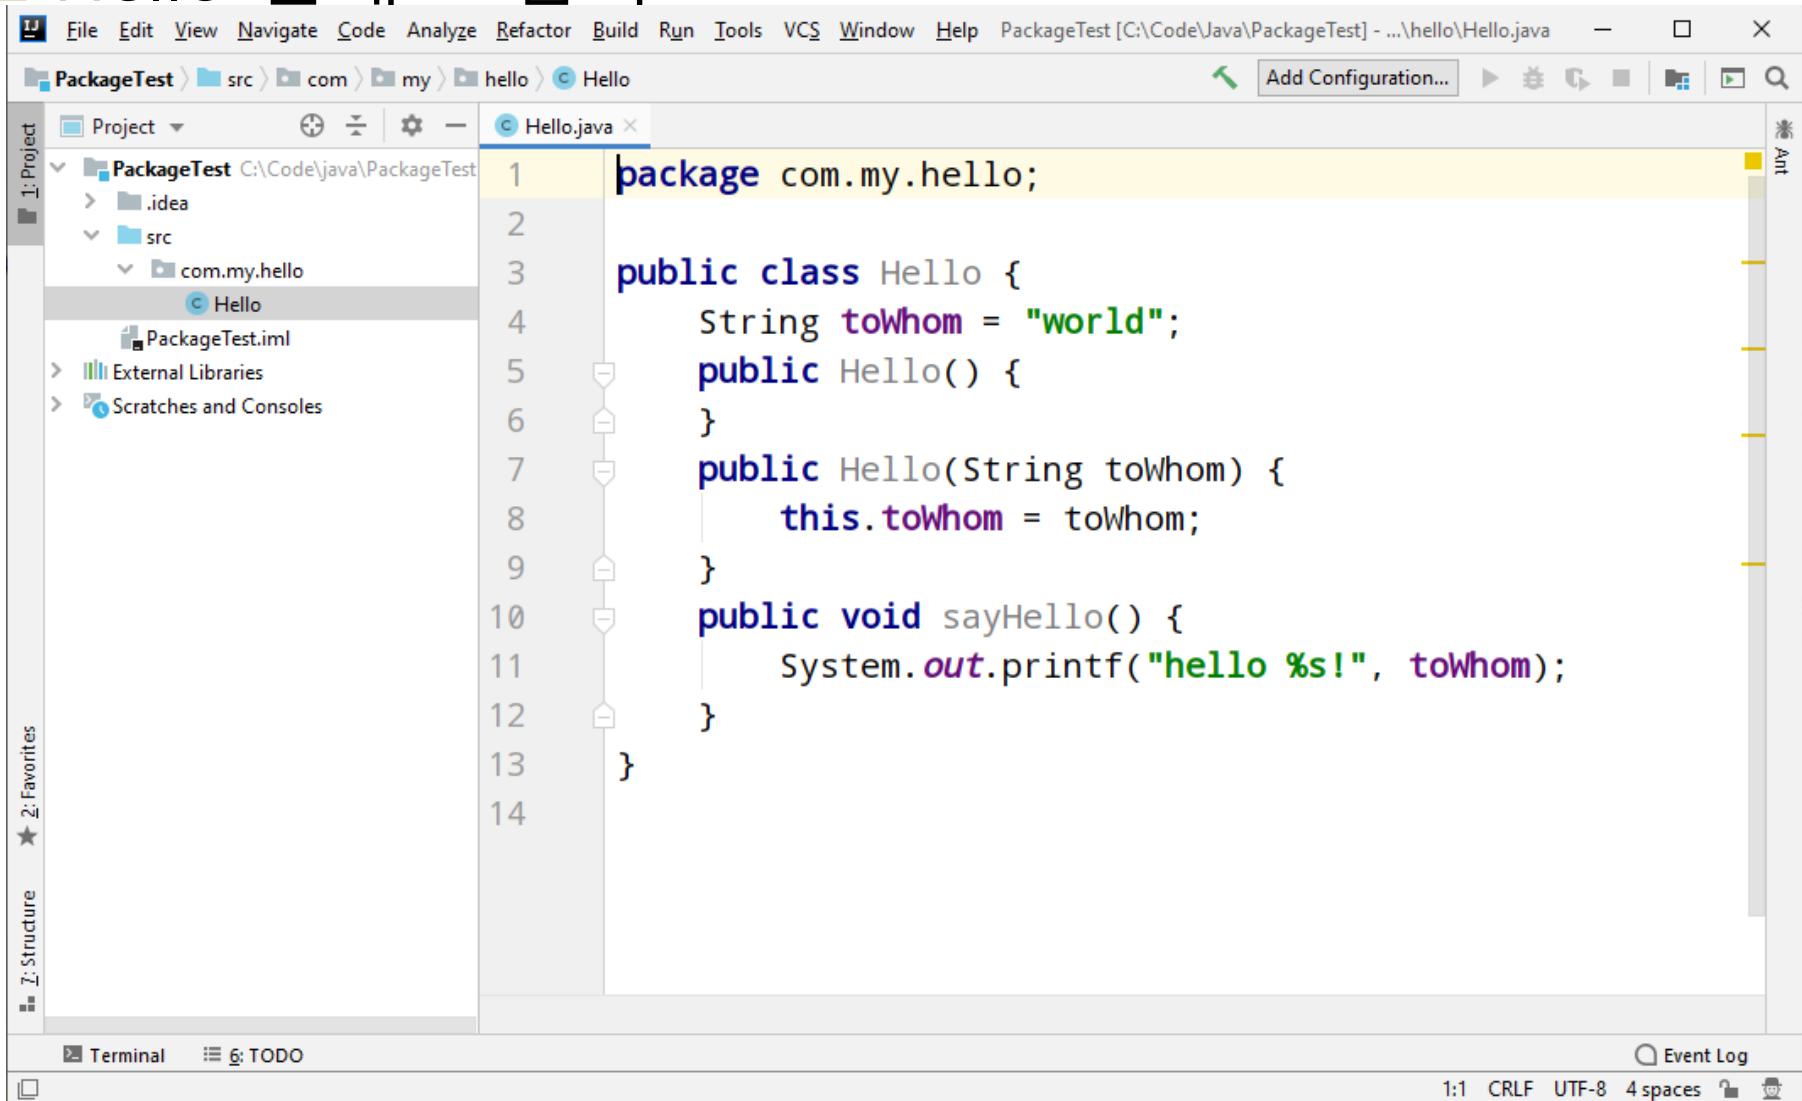 File Edit View Navigate Code Analyze Refactor Build Run Tools VCS Window Help PackageTest [C:\Code\Java\PackageTest] - ...\hello\Hello.java
PackageTest src com my hello Hello Add Configuration...
1: Project
Project
PackageTest C:\Code\java\PackageTest
.idea
src
com.my.hello
Hello
PackageTest.iml
External Libraries
Scratches and Consoles
2: Favorites
7: Structure
Hello.java
1 package com.my.hello;
2
3 public class Hello {
4 String toWhom = "world";
5 public Hello() {
6 }
7 public Hello(String toWhom) {
8 this.toWhom = toWhom;
9 }
10 public void sayHello() {
11 System.out.printf("hello %s!", toWhom);
12 }
13 }
14
Ant
Terminal 6: TODO Event Log
1:1 CRLF UTF-8 4 spaces